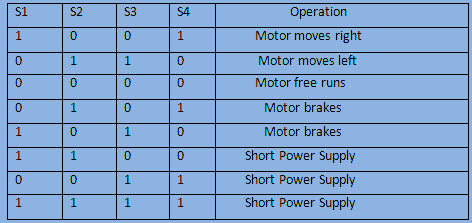 S1 S2 S3 S4 Operation
1 0 0 1 Motor moves right
0 1 1 0 Motor moves left
0 0 0 0 Motor free runs
0 1 0 1 Motor brakes
1 0 1 0 Motor brakes
1 1 0 0 Short Power Supply
0 0 1 1 Short Power Supply
1 1 1 1 Short Power Supply